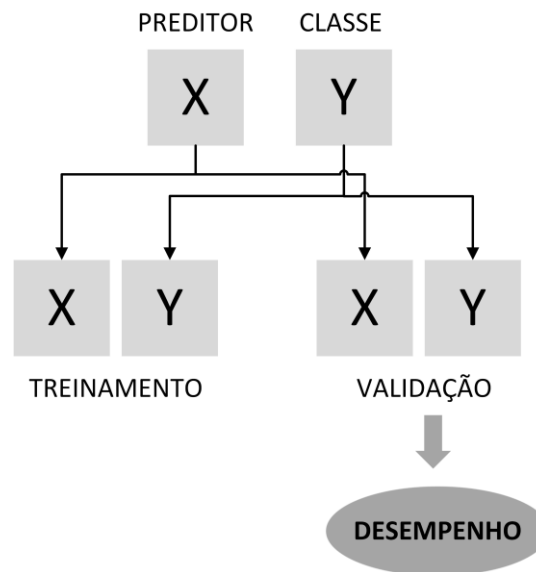 PREDITOR CLASSE
X Y
X Y X Y
TREINAMENTO VALIDAÇÃO
DESEMPENHO